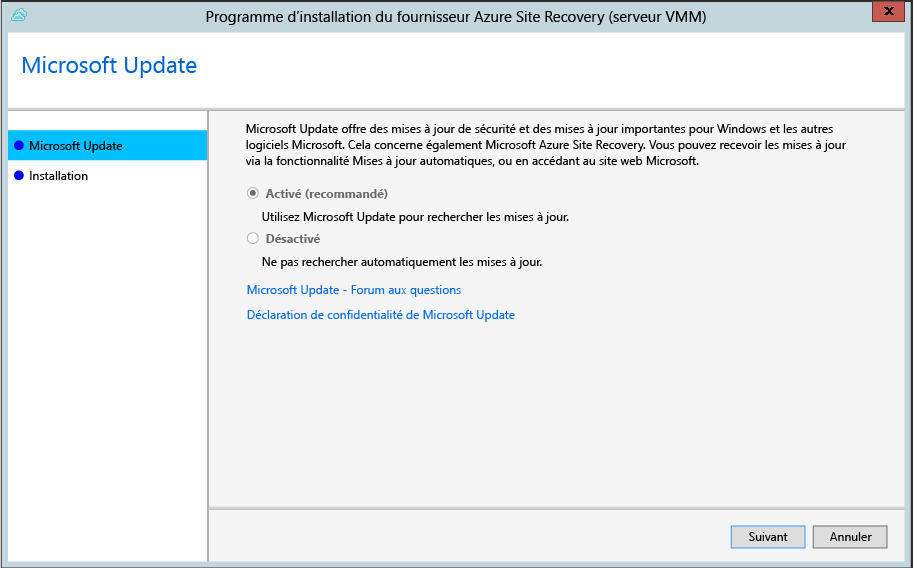 Programme d’installation du fournisseur Azure Site Recovery (serveur VMM)
Microsoft Update
Microsoft Update
Installation
Microsoft Update offre des mises à jour de sécurité et des mises à jour importantes pour Windows et les autres
logiciels Microsoft. Cela concerne également Microsoft Azure Site Recovery. Vous pouvez recevoir les mises à jour
via la fonctionnalité Mises à jour automatiques, ou en accédant au site web Microsoft.
Activé (recommandé)
Utilisez Microsoft Update pour rechercher les mises à jour.
Désactivé
Ne pas rechercher automatiquement les mises à jour.
Microsoft Update - Forum aux questions
Déclaration de confidentialité de Microsoft Update
Suivant
Annuler